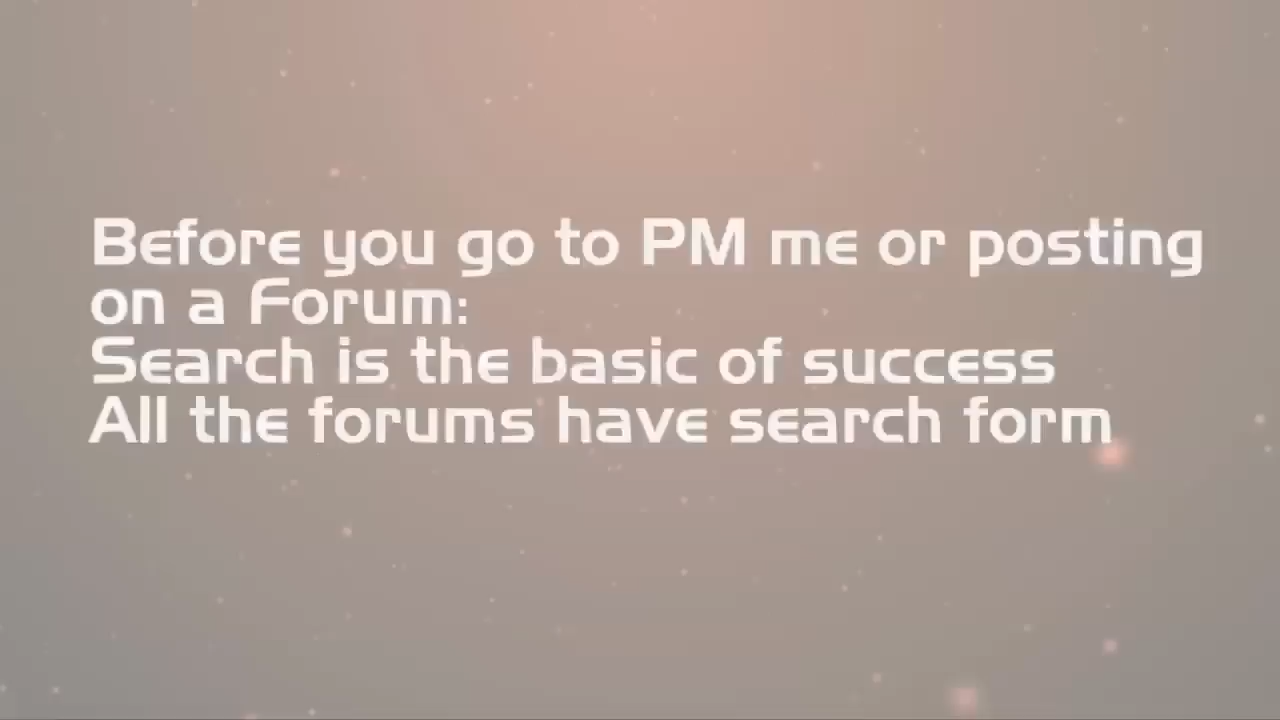 Before you go to PM me or posting
on a Forum:
Search is the basic of success
All the forums have search form